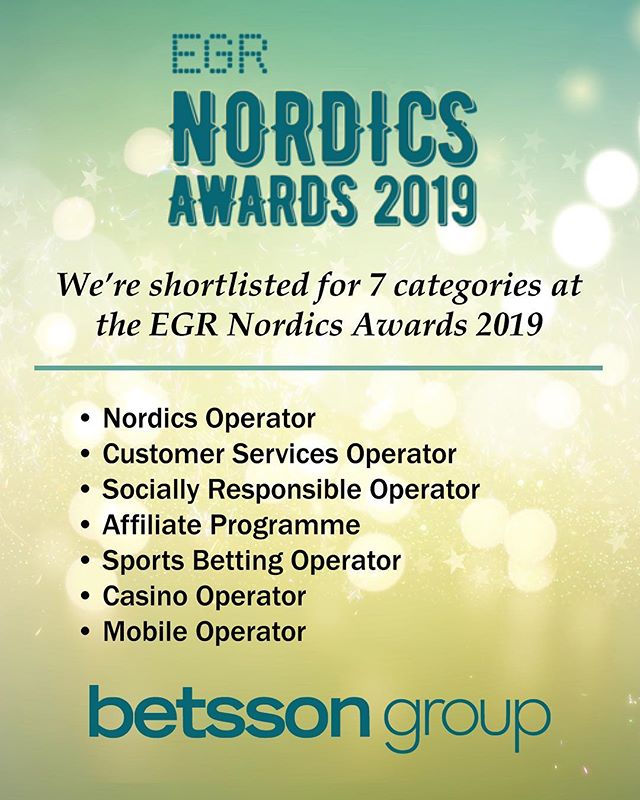 EGR
NORDICS
AWARDS 2019
We're shortlisted for 7 categories at
the EGR Nordics Awards 2019
• Nordics Operator
• Customer Services Operator
• Socially Responsible Operator
• Affiliate Programme
• Sports Betting Operator
• Casino Operator
• Mobile Operator
betsson group